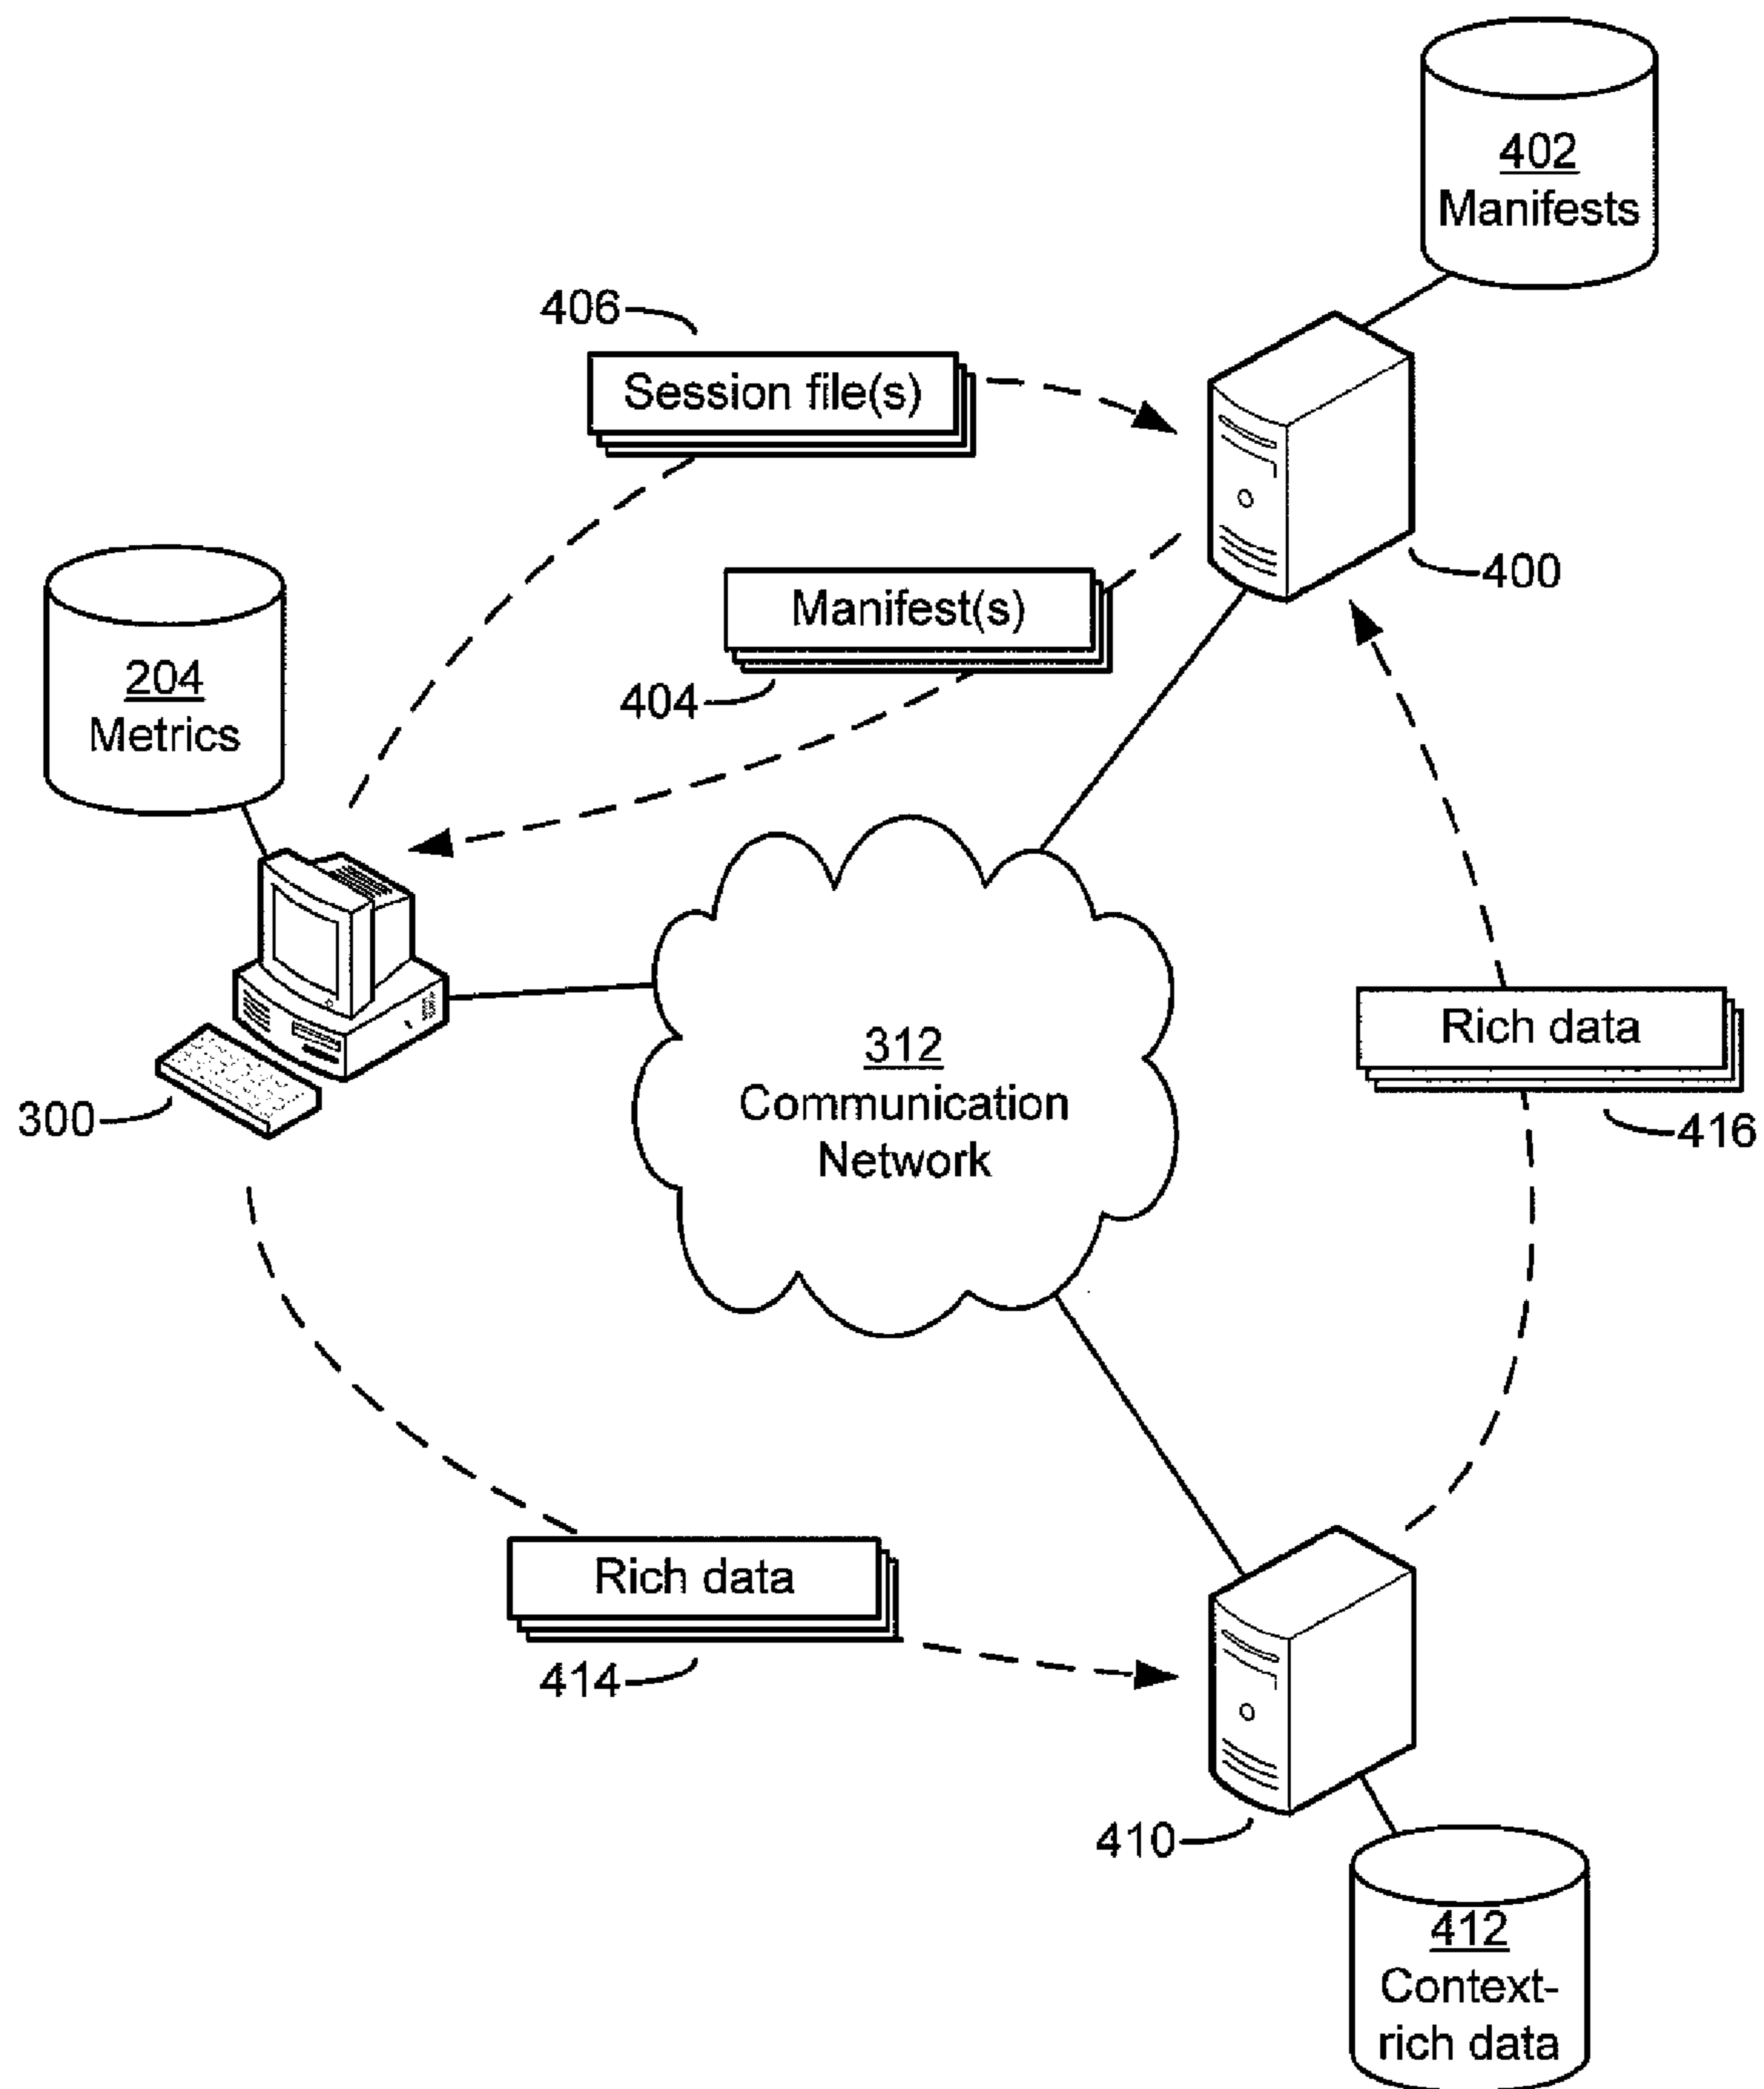 402
Manifests
406
Session file(s)
400
Manifest(s)
404
204
Metrics
300
312
Communication
Network
Rich data
416
Rich data
414
410
412
Context-
rich data